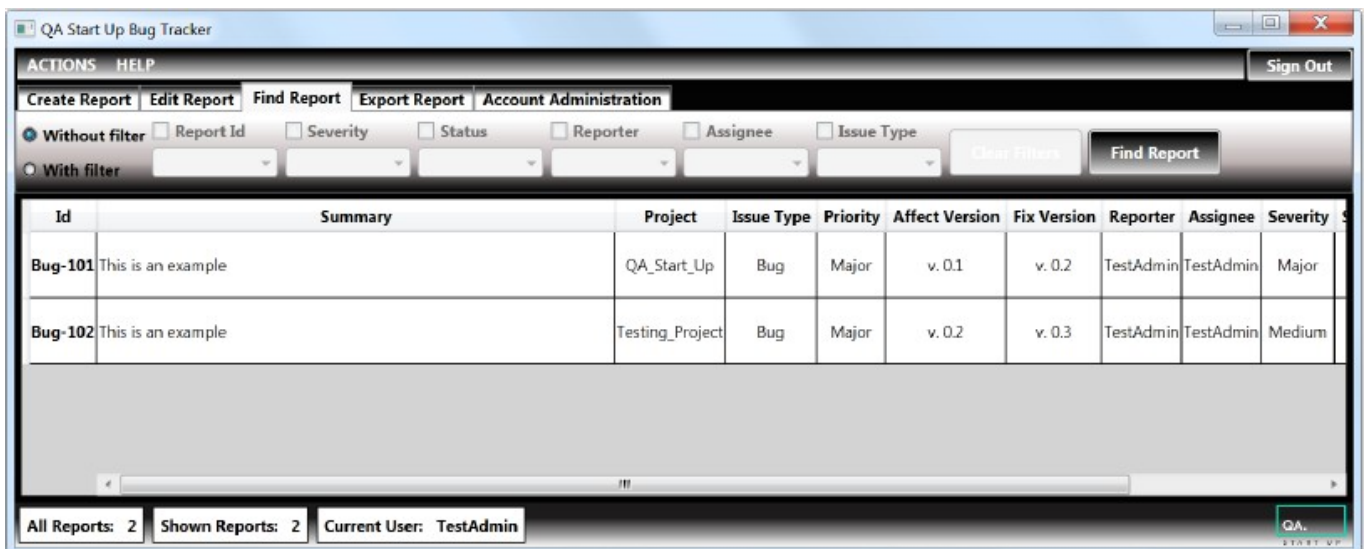 QA Start Up Bug Tracker
ACTIONS HELP Sign Out
Create Report Edit Report Find Report Export Report Account Administration
Without filter Report Id Severity Status Reporter Assignee Issue Type
Clear Filters Find Report
With filter
Id Summary Project Issue Type Priority Affect Version Fix Version Reporter Assignee Severity
Bug-101 This is an example QA_Start_Up Bug Major v. 0.1 v. 0.2 TestAdmin TestAdmin Major
Bug-102 This is an example Testing_Project Bug Major v. 0.2 v. 0.3 TestAdmin TestAdmin Medium
All Reports: 2 Shown Reports: 2 Current User: TestAdmin QA.
START UP